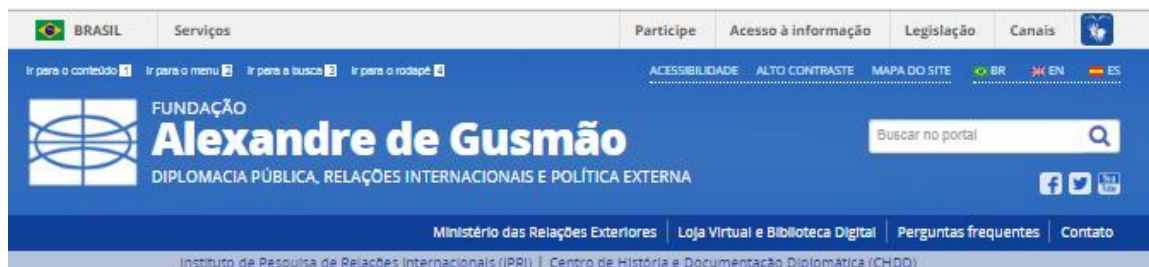 BRASIL Serviços Participe Acesso à informação Legislação Canais
Ir para o conteúdo 1 Ir para o menu 2 Ir para a busca 3 Ir para o rodapé 4 ACESSIBILIDADE ALTO CONTRASTE MAPA DO SITE BR EN ES
FUNDAÇÃO
Alexandre de Gusmão
Buscar no portal
DIPLOMACIA PÚBLICA, RELAÇÕES INTERNACIONAIS E POLÍTICA EXTERNA
You Tube
Ministério das Relações Exteriores Loja Virtual e Biblioteca Digital Perguntas frequentes Contato
Instituto de Pesquisa de Relações Internacionais (IPRI) | Centro de História e Documentação Diplomática (CHDD)